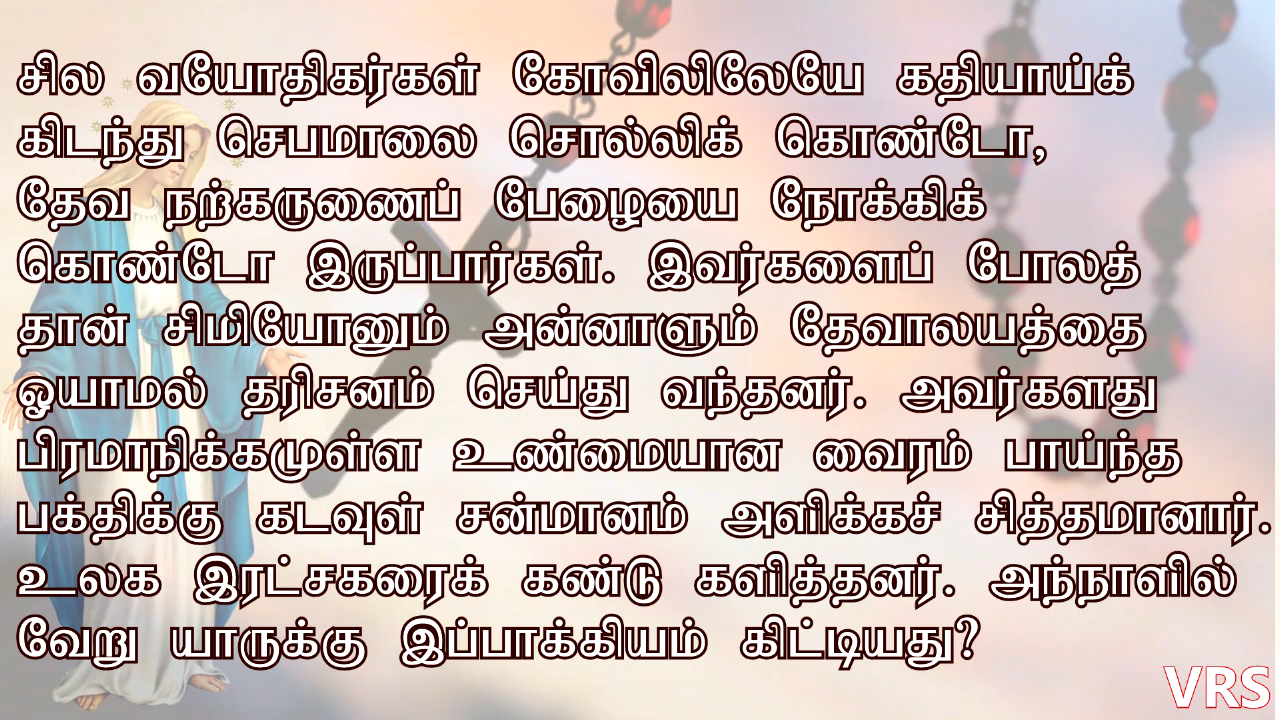 சில வயோதிகர்கள் கோவிலிலேயே கதியாய்க்
கிடந்து செபமாலை சொல்லிக் கொண்டோ,
தேவ நற்கருணைப் பேழையை நோக்கிக்
கொண்டோ இருப்பார்கள். இவர்களைப் போலத்
தான் சிமியோனும் அன்னாளும் தேவாலயத்தை
ஓயாமல் தரிசனம் செய்து வந்தனர். அவர்களது
பிரமாநிக்கமுள்ள உண்மையான வைரம் பாய்ந்த
பக்திக்கு கடவுள் சன்மானம் அளிக்கச் சித்தமானார்.
உலக இரட்சகரைக் கண்டு களித்தனர். அந்நாளில்
வேறு யாருக்கு இப்பாக்கியம் கிட்டியது?
VRS